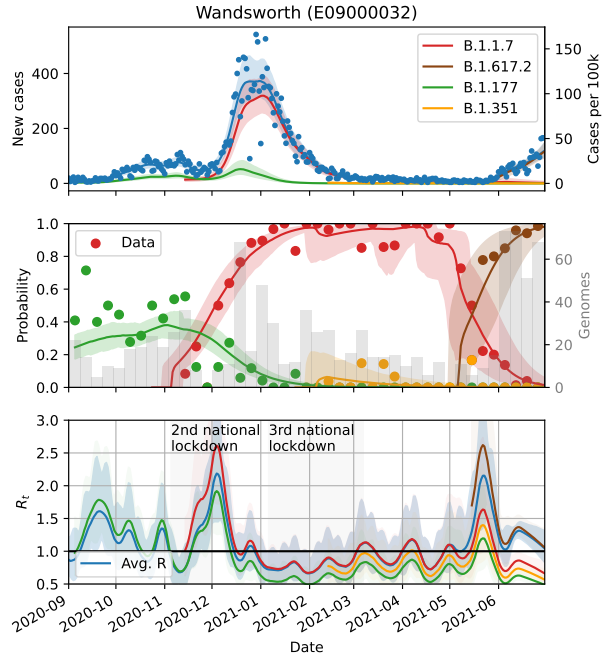 Wandsworth (E09000032)
New cases
400
200
0
B.1.1.7
B.1.617.2
B.1.177
B.1.351
150
100
50
0
Cases per 100k
Probability
1.0
0.8
0.6
0.4
0.2
0.0
Data
60
40
20
0
Genomes
R_t
3.0
2.5
2.0
1.5
1.0
0.5
2nd national
lockdown
3rd national
lockdown
Avg. R
2020-09
2020-10
2020-11
2020-12
2021-01
2021-02
2021-03
2021-04
2021-05
2021-06
Date